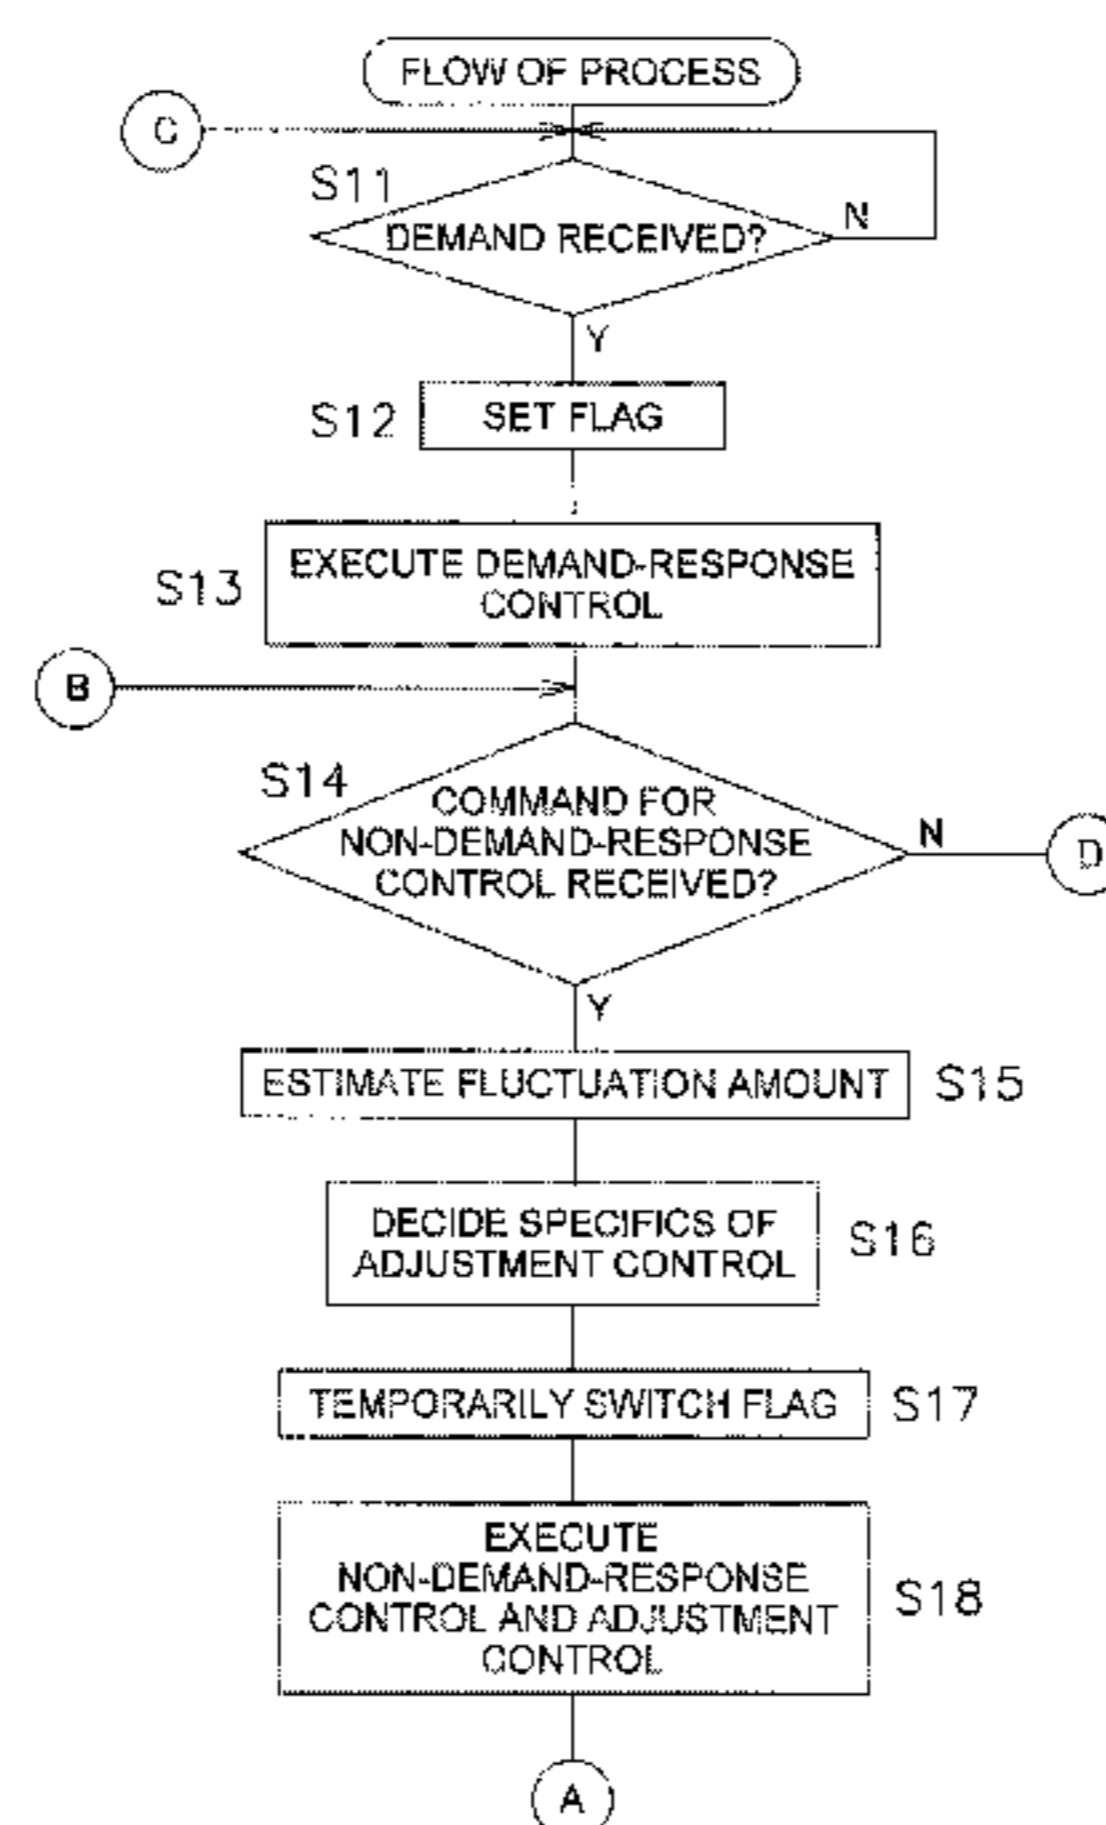 FLOW OF PROCESS
C
S11
DEMAND RECEIVED?
N
Y
S12
SET FLAG
S13
EXECUTE DEMAND-RESPONSE
CONTROL
B
S14
COMMAND FOR
NON-DEMAND-RESPONSE
CONTROL RECEIVED?
N
D
Y
ESTIMATE FLUCTUATION AMOUNT
S15
DECIDE SPECIFICS OF
ADJUSTMENT CONTROL
S16
TEMPORARILY SWITCH FLAG
S17
EXECUTE
NON-DEMAND-RESPONSE
CONTROL AND ADJUSTMENT
CONTROL
S18
A